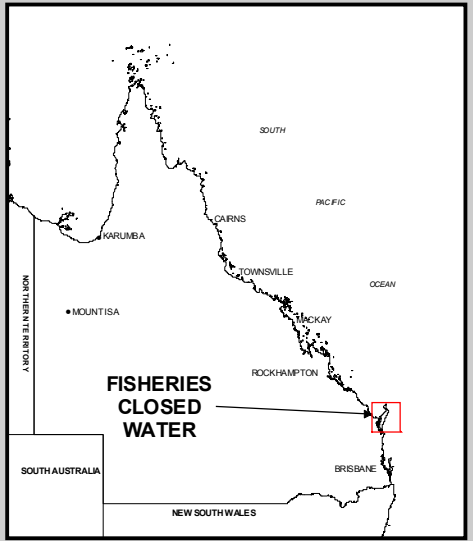 SOUTH
PACIFIC
CAIRNS
KARUMBA
TOWNSVILLE
OCEAN
NORTHERN TERRITORY
MOUNT ISA
MACKAY
ROCKHAMPTON
FISHERIES
CLOSED
WATER
SOUTH AUSTRALIA
BRISBANE
NEW SOUTH WALES